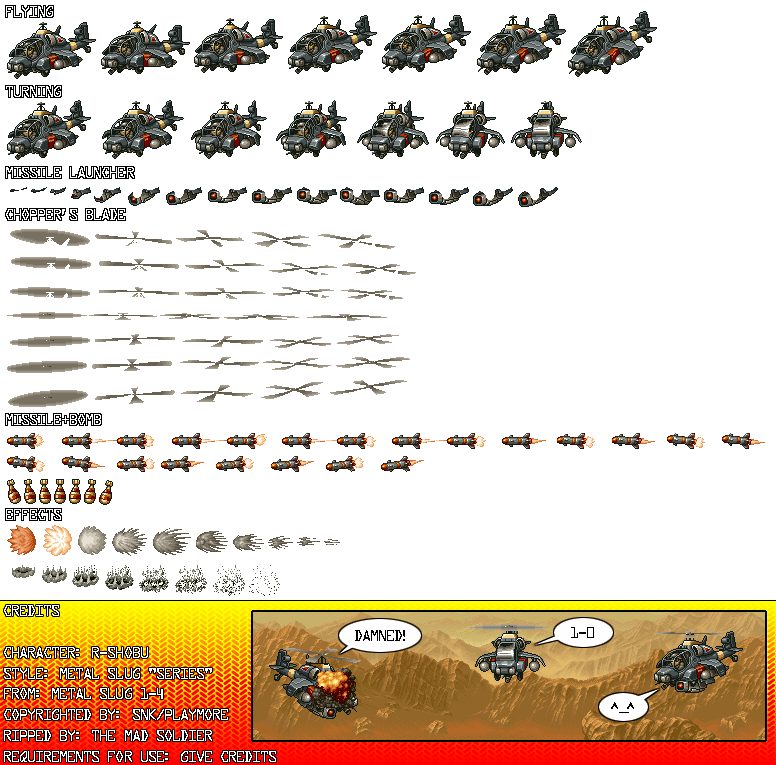 FLYING
TURNING
MISSILE LAUNCHER
CHOPPER'S BLADE
MISSILE+BOMB
EFFECTS
CREDITS
CHARACTER: R-SHOBU
STYLE: METAL SLUG "SERIES"
FROM: METAL SLUG 1-4
COPYRIGHTED BY: SNK/PLAYMORE
RIPPED BY: THE MAD SOLDIER
REQUIREMENTS FOR USE: GIVE CREDITS
DAMNED!
1-0
^_^